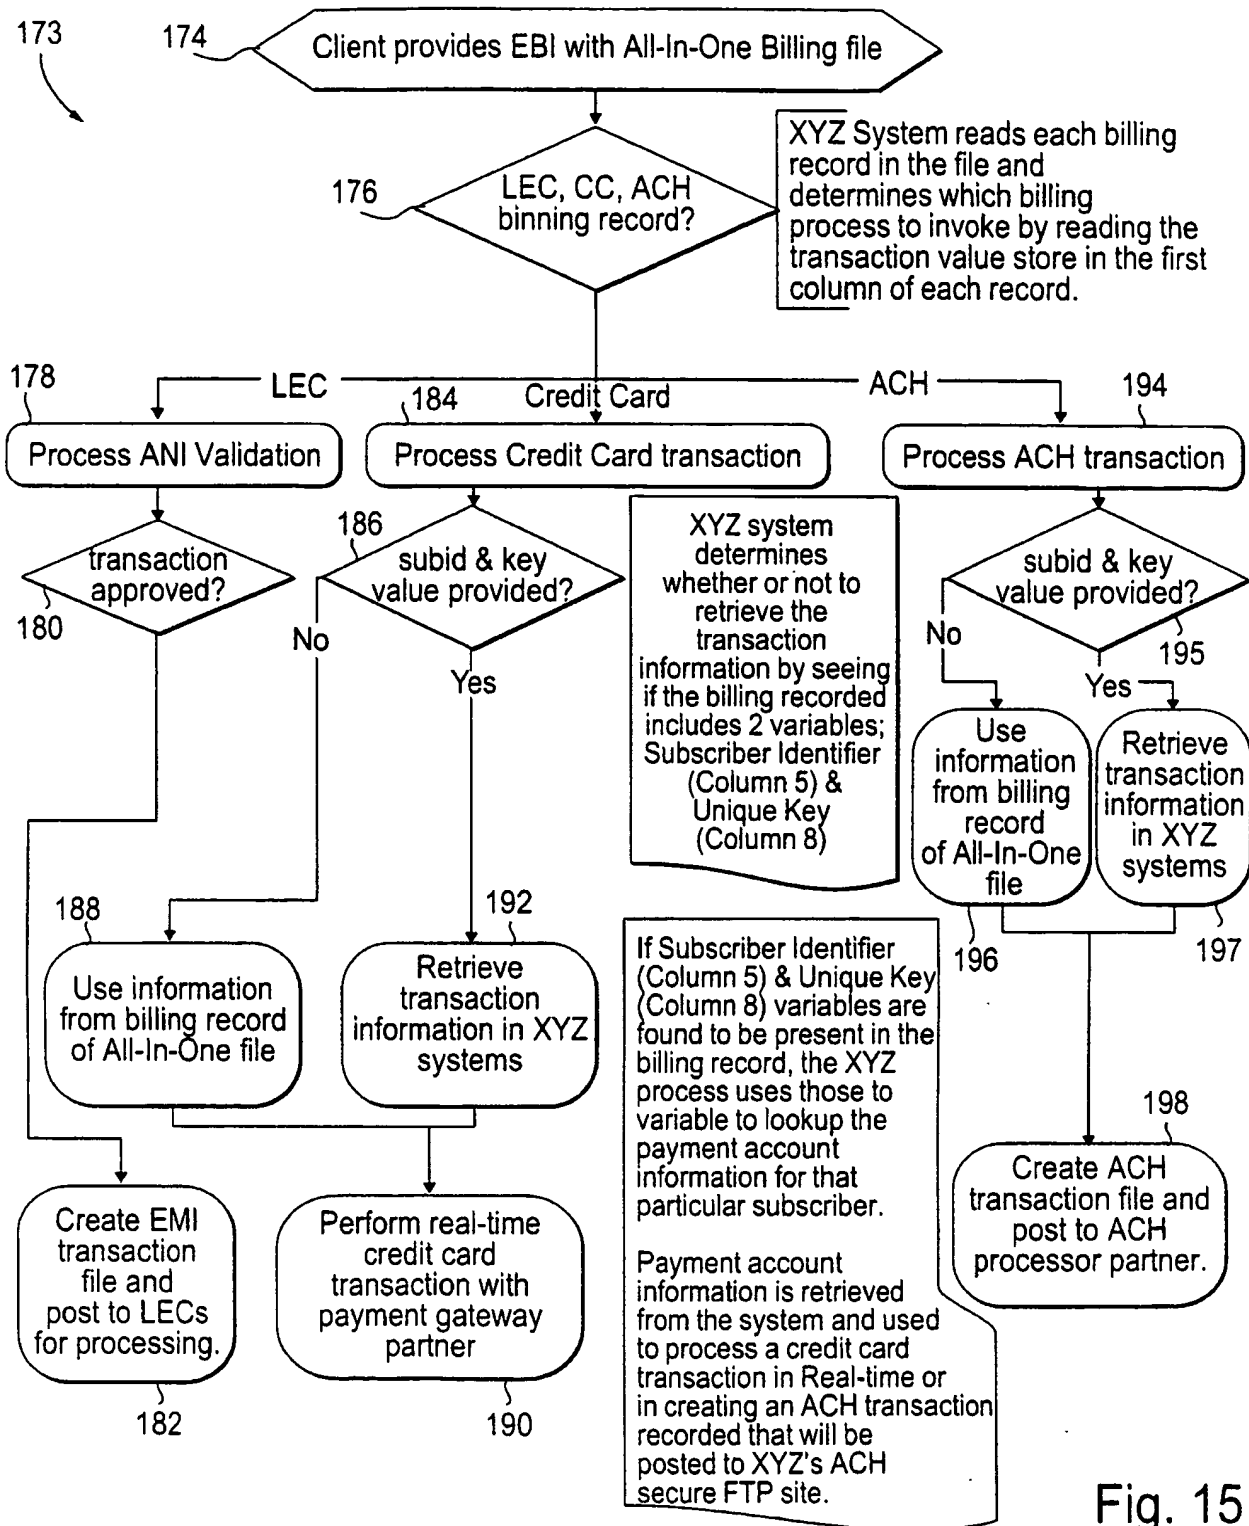 173
174
Client provides EBI with All-In-One Billing file
176
LEC, CC, ACH
binning record?
XYZ System reads each billing
record in the file and
determines which billing
process to invoke by reading the
transaction value store in the first
column of each record.
178
LEC
184
Credit Card
ACH
194
Process ANI Validation
Process Credit Card transaction
Process ACH transaction
transaction
approved?
180
186
subid & key
value provided?
No
Yes
XYZ system
determines
whether or not to
retrieve the
transaction
information by seeing
if the billing recorded
includes 2 variables;
Subscriber Identifier
(Column 5) &
Unique Key
(Column 8)
subid & key
value provided?
195
No
Yes
Use
information
from billing
record
of All-In-One
file
196
Retrieve
transaction
information
in XYZ
systems
197
188
Use information
from billing record
of All-In-One file
192
Retrieve
transaction
information in XYZ
systems
If Subscriber Identifier
(Column 5) & Unique Key
(Column 8) variables are
found to be present in the
billing record, the XYZ
process uses those to
variable to lookup the
payment account
information for that
particular subscriber.
Payment account
information is retrieved
from the system and used
to process a credit card
transaction in Real-time or
in creating an ACH transaction
recorded that will be
posted to XYZ's ACH
secure FTP site.
198
Create ACH
transaction file and
post to ACH
processor partner.
Create EMI
transaction
file and
post to LECs
for processing.
182
Perform real-time
credit card
transaction with
payment gateway
partner
190
Fig. 15